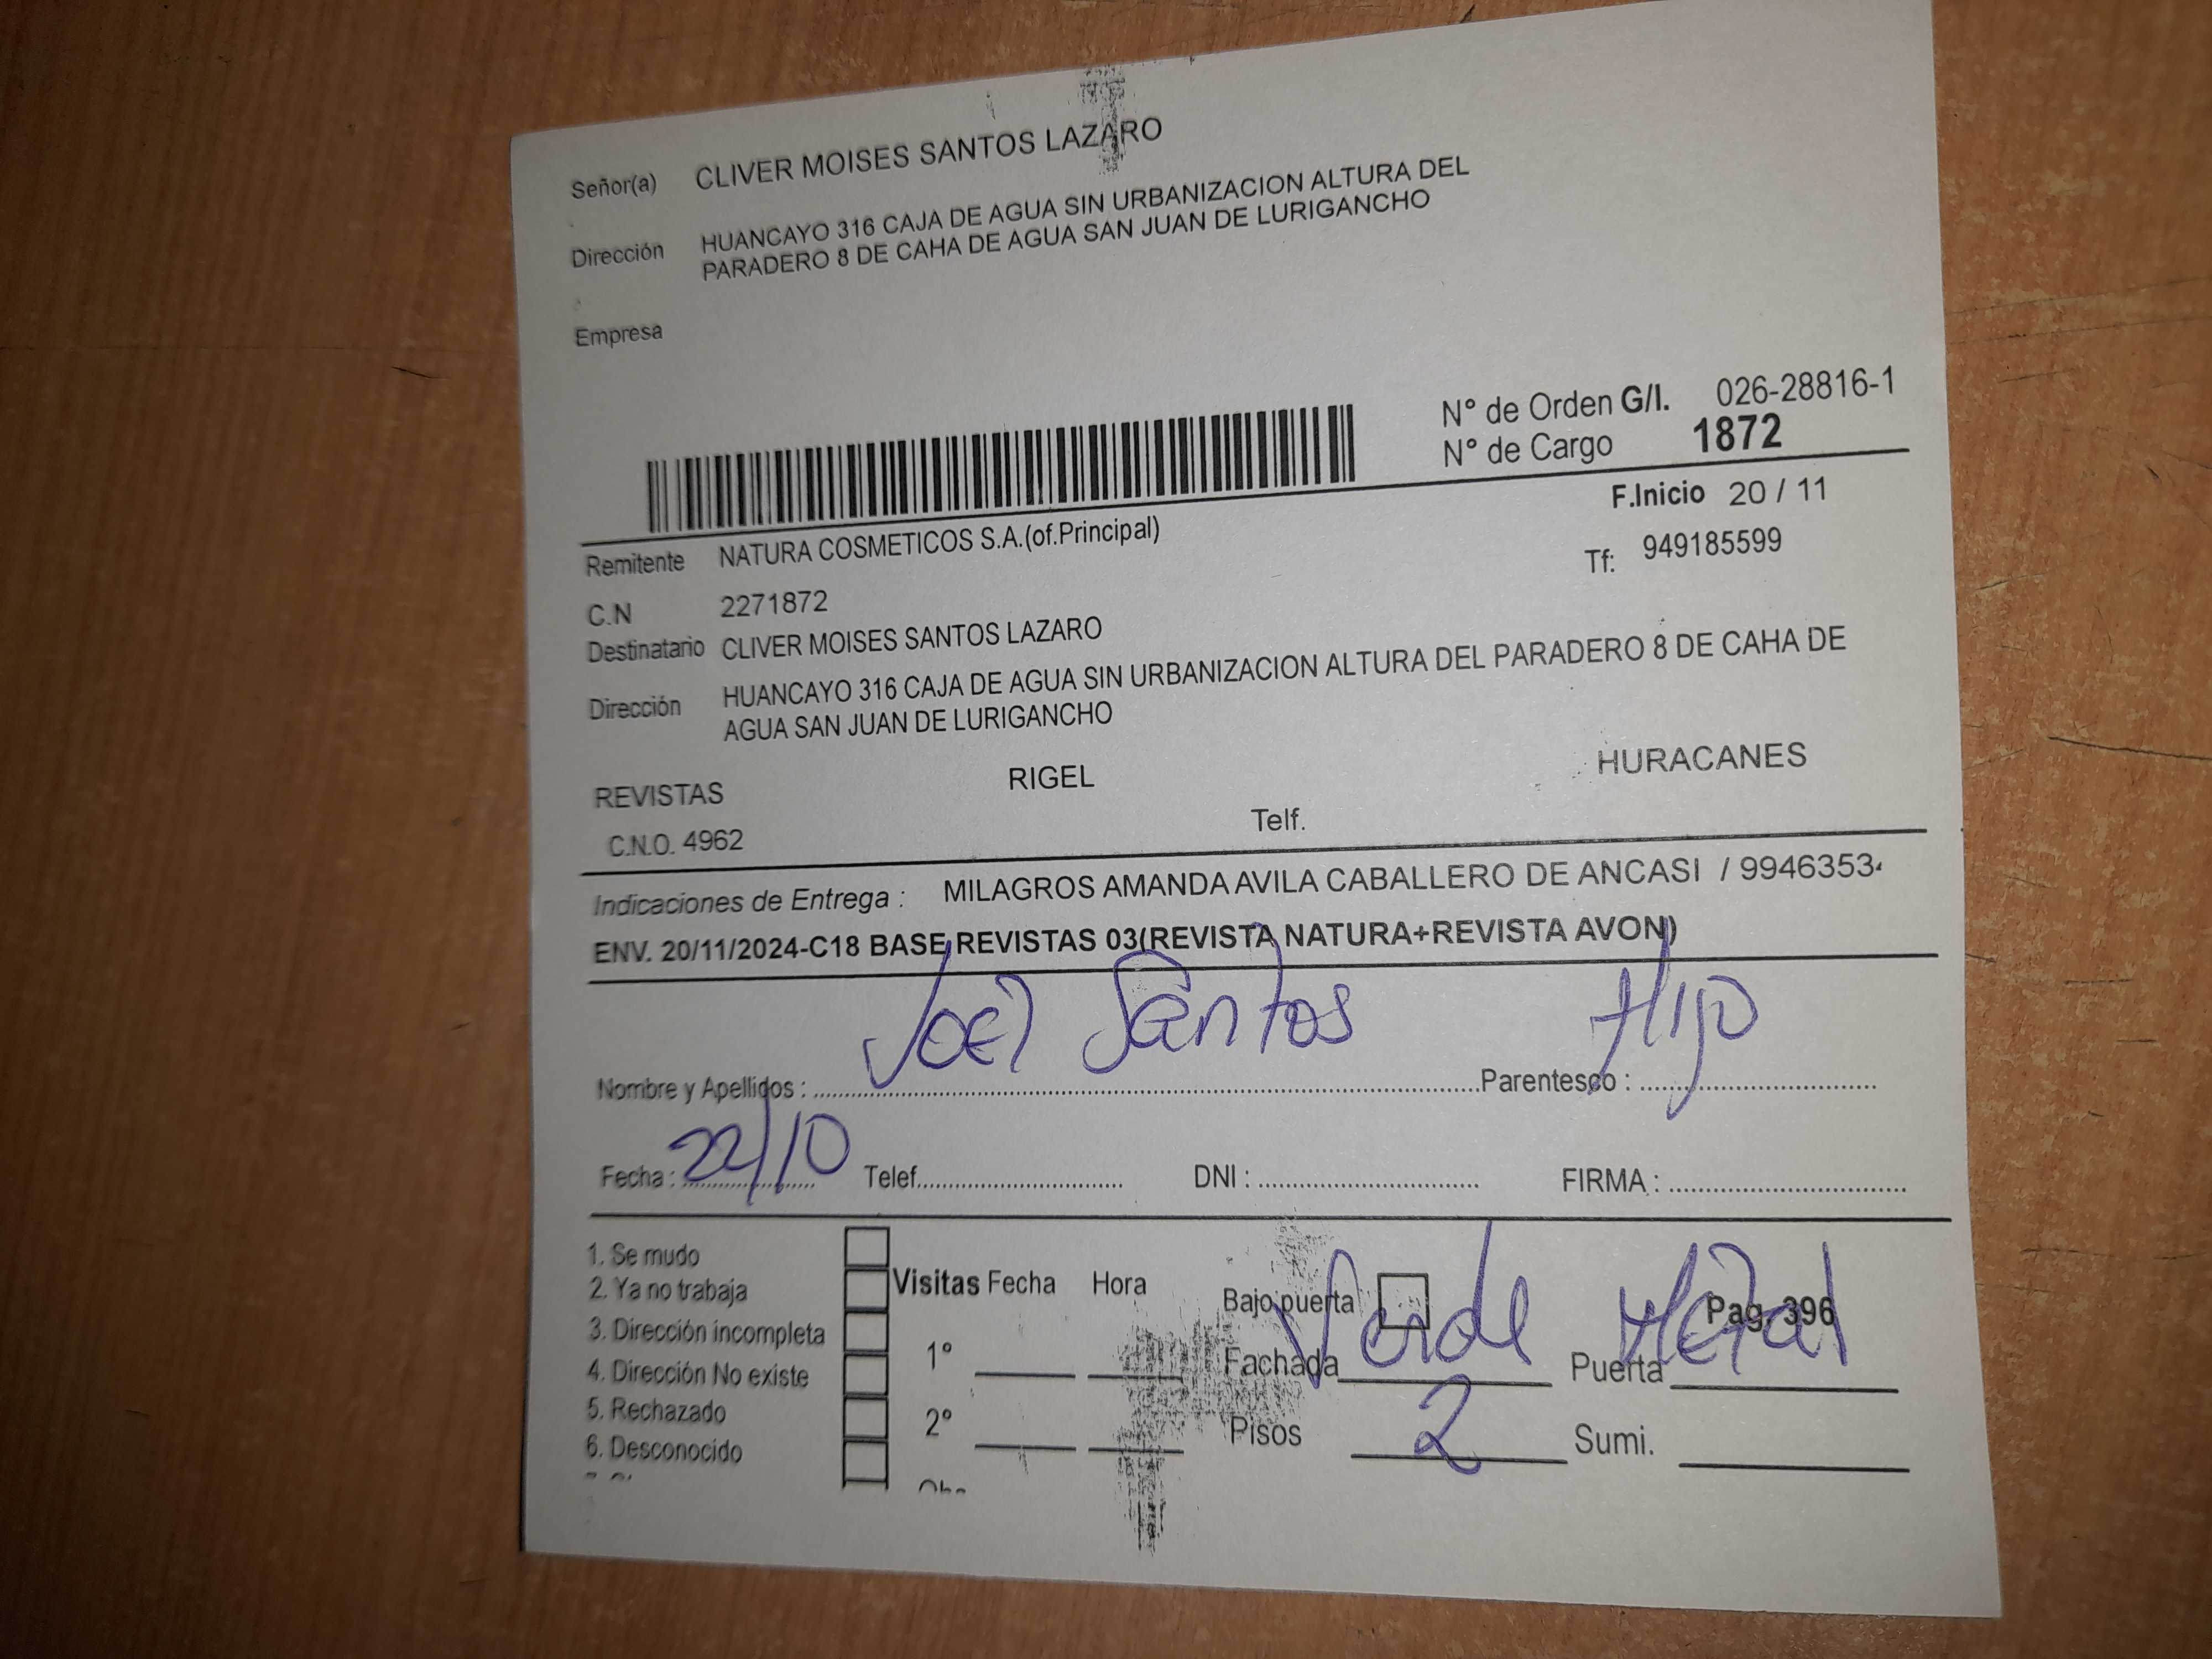 Señor(a) CLIVER MOISES SANTOS LAZARO
Dirección HUANCAYO 316 CAJA DE AGUA SIN URBANIZACION ALTURA DEL
PARADERO 8 DE CAHA DE AGUA SAN JUAN DE LURIGANCHO
Empresa
N° de Orden G/I. 026-28816-1
N° de Cargo 1872
F.Inicio 20 / 11
Remitente NATURA COSMETICOS S.A.(of.Principal) Tf: 949185599
C.N 2271872
Destinatario CLIVER MOISES SANTOS LAZARO
Dirección HUANCAYO 316 CAJA DE AGUA SIN URBANIZACION ALTURA DEL PARADERO 8 DE CAHA DE
AGUA SAN JUAN DE LURIGANCHO
REVISTAS RIGEL HURACANES
C.N.O. 4962 Telf.
Indicaciones de Entrega : MILAGROS AMANDA AVILA CABALLERO DE ANCASI / 9946353
ENV. 20/11/2024-C18 BASE REVISTAS 03(REVISTA NATURA+REVISTA AVON)
Nombre y Apellidos : Joel Santos Parentesco : Hijo
Fecha : 22/10 Telef. DNI : FIRMA :
1. Se mudo
2. Ya no trabaja
3. Dirección incompleta
4. Dirección No existe
5. Rechazado
6. Desconocido
Visitas Fecha Hora
1°
2°
Bajo puerta Pag. 396
Fachada Verde Puerta Metal
Pisos 2 Sumi.